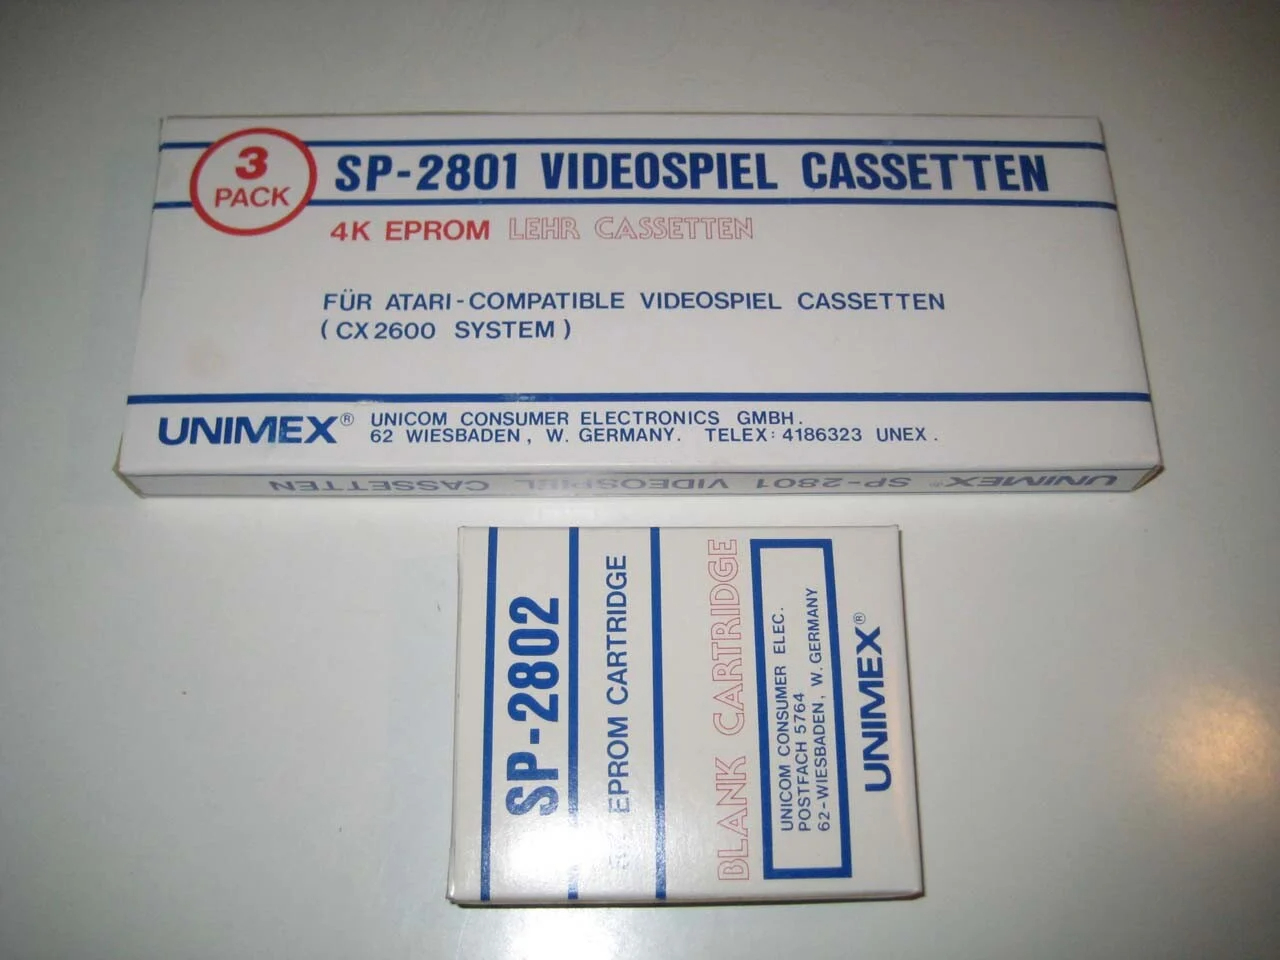 3
PACK
SP-2801 VIDEOSPIEL CASSETTEN
4K EPROM LEHR CASSETTEN
FÜR ATARI-COMPATIBLE VIDEOSPIEL CASSETTEN
(CX2600 SYSTEM)
UNIMEX® UNICOM CONSUMER ELECTRONICS GMBH.
62 WIESBADEN, W. GERMANY. TELEX: 4186323 UNEX.
UNIMEX® SP-2801 VIDEOSPIEL CASSETTEN
SP-2802
EPROM CARTRIDGE
BLANK CARTRIDGE
UNICOM CONSUMER ELEC.
POSTFACH 5764
62-WIESBADEN, W. GERMANY
UNIMEX®